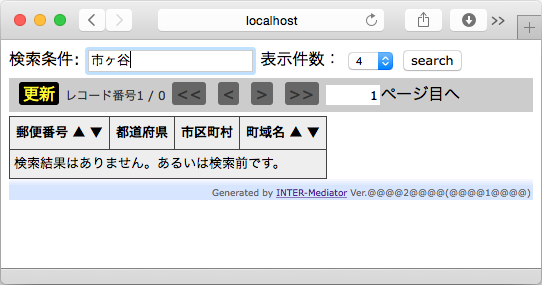 localhost
検索条件: 市ヶ谷 表示件数： 4 search
更新 レコード番号1 / 0 << < > >> 1 ページ目へ
郵便番号 ▲ ▼ 都道府県 市区町村 町域名 ▲ ▼
検索結果はありません。あるいは検索前です。
Generated by INTER-Mediator Ver.@@@@2@@@@(@@@@1@@@@)